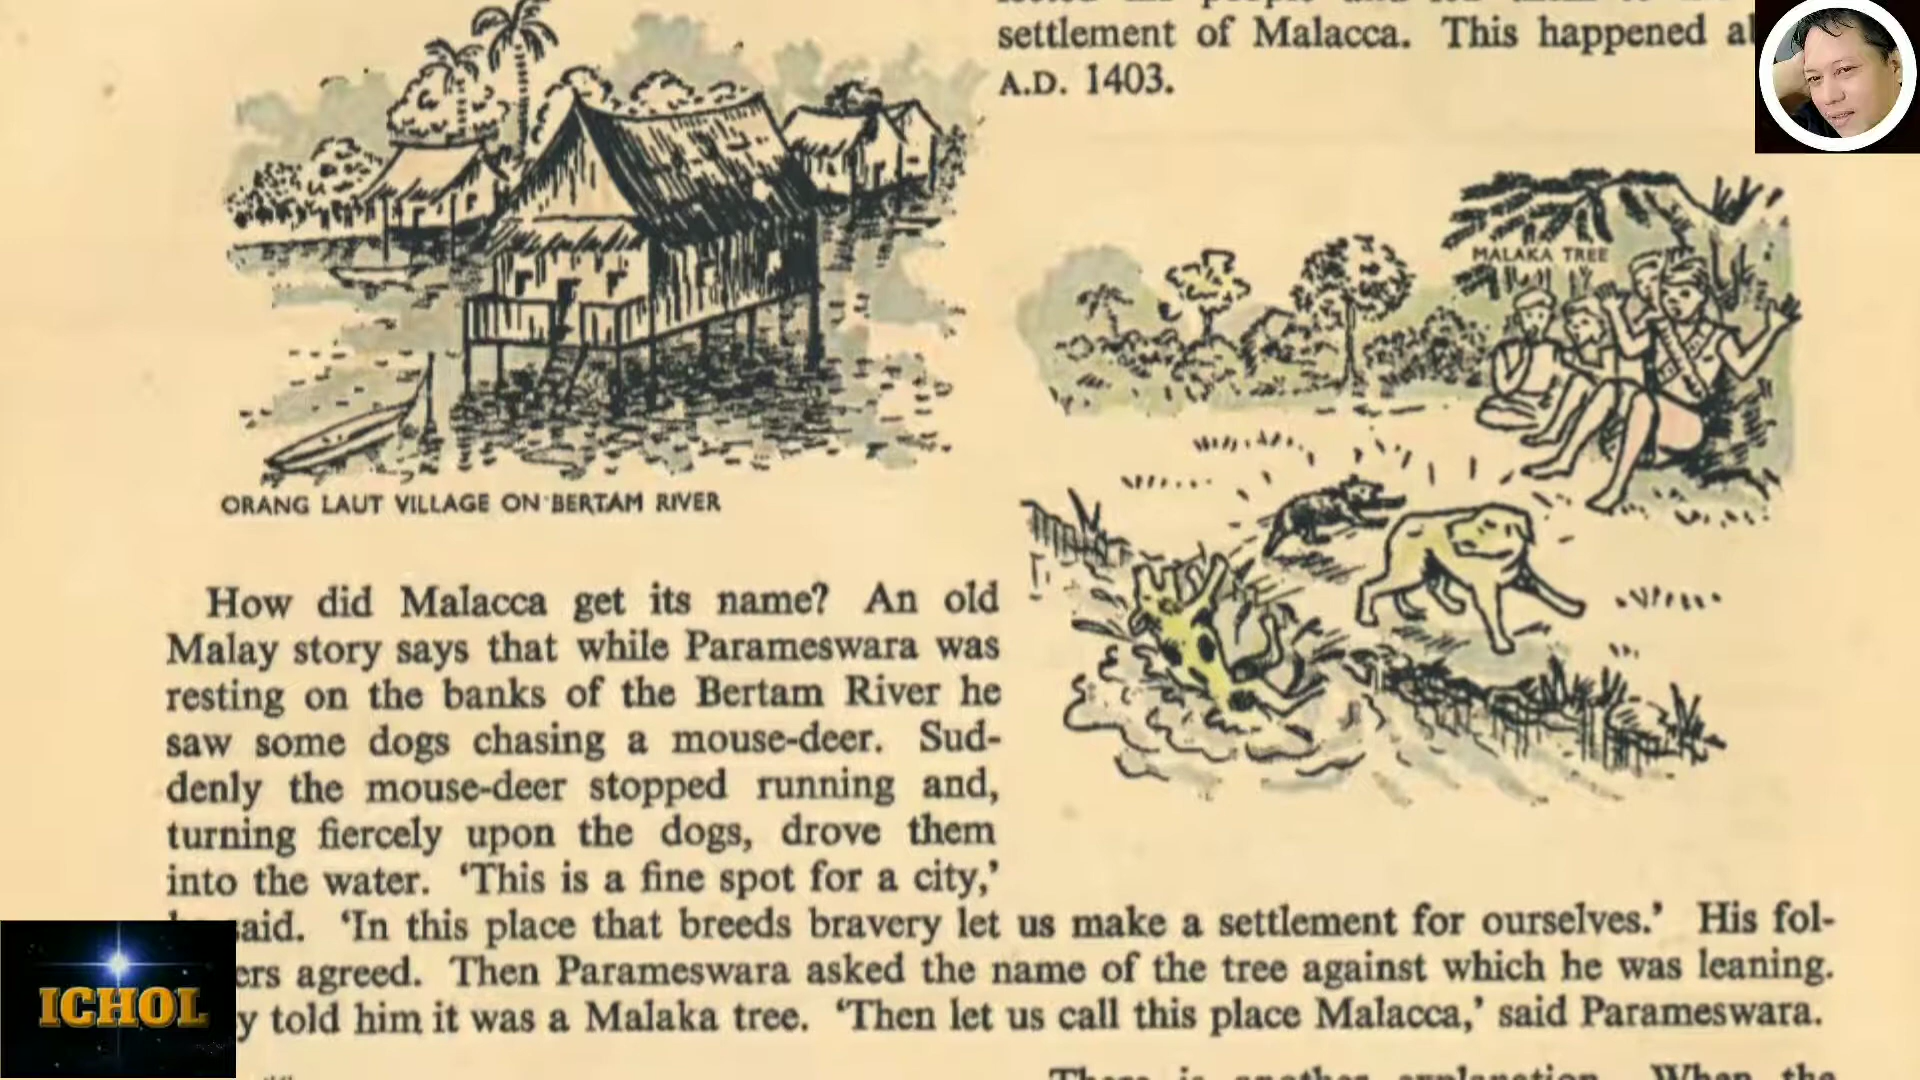 settlement of Malacca. This happened
A.D. 1403.
MALAKA TREE
ORANG LAUT VILLAGE ON BERTAM RIVER
How did Malacca get its name? An old
Malay story says that while Parameswara was
resting on the banks of the Bertam River he
saw some dogs chasing a mouse-deer. Sud-
denly the mouse-deer stopped running and,
turning fiercely upon the dogs, drove them
into the water. ‘This is a fine spot for a city,’
said. ‘In this place that breeds bravery let us make a settlement for ourselves.’ His fol-
ers agreed. Then Parameswara asked the name of the tree against which he was leaning.
y told him it was a Malaka tree. ‘Then let us call this place Malacca,’ said Parameswara.
There is another explanation. When the
ICHOL